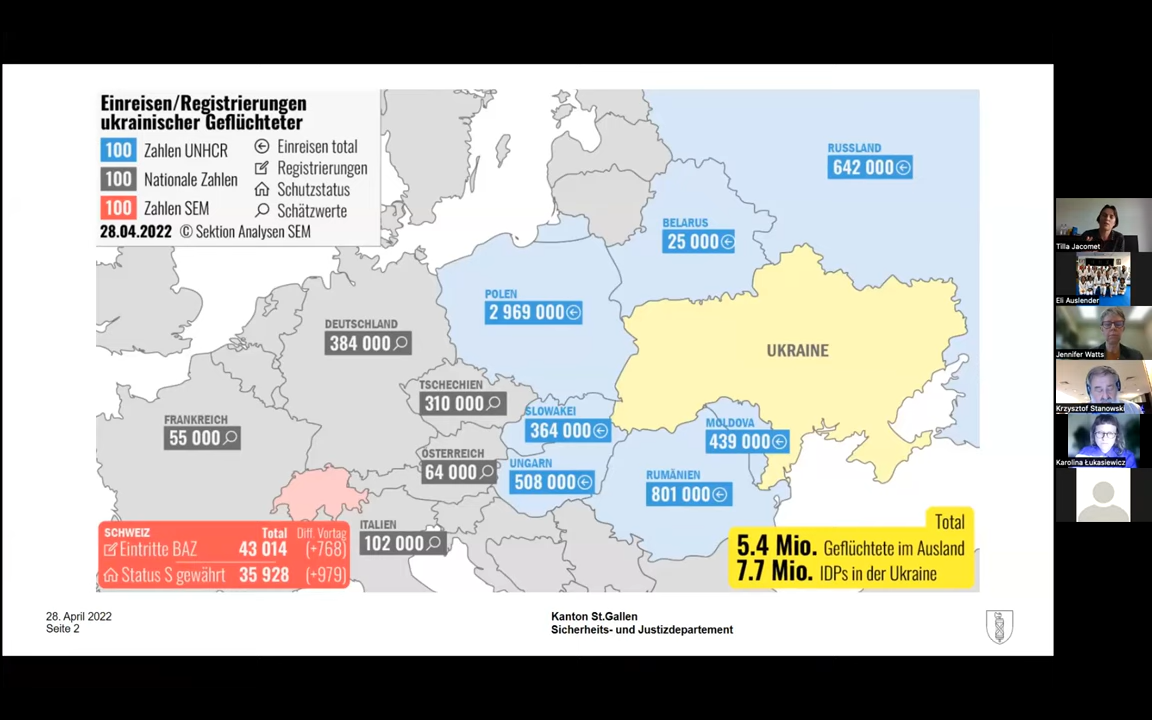 Einreisen/Registrierungen
ukrainischer Geflüchteter
100 Zahlen UNHCR
100 Nationale Zahlen
100 Zahlen SEM
Einreisen total
Registrierungen
Schutzstatus
Schätzwerte
28.04.2022 © Sektion Analysen SEM
RUSSLAND
642 000
BELARUS
25 000
POLEN
2 969 000
DEUTSCHLAND
384 000
UKRAINE
TSCHECHIEN
310 000
SLOWAKEI
364 000
FRANKREICH
55 000
MOLDOVA
439 000
ÖSTERREICH
64 000
UNGARN
508 000
RUMÄNIEN
801 000
ITALIEN
102 000
SCHWEIZ Total Diff. Vortag
Eintritte BAZ 43 014 (+768)
Status S gewährt 35 928 (+979)
Total
5.4 Mio. Geflüchtete im Ausland
7.7 Mio. IDPs in der Ukraine
28. April 2022
Seite 2
Kanton St.Gallen
Sicherheits- und Justizdepartement
Tilla Jacomet
Eli Auslender
Jennifer Watts
Krzysztof Stanowski
Karolina Łukasiewicz